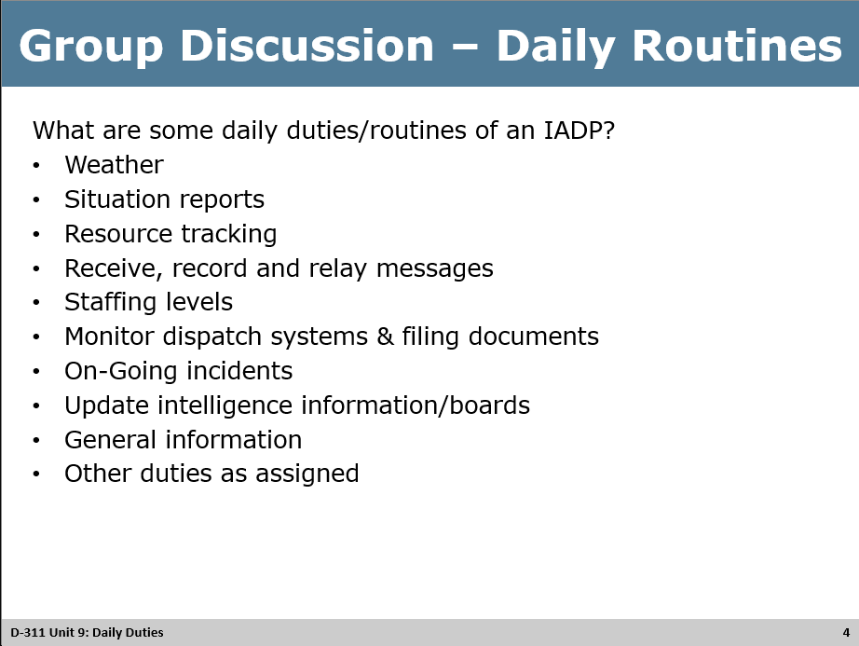 Group Discussion – Daily Routines
What are some daily duties/routines of an IADP?
• Weather
• Situation reports
• Resource tracking
• Receive, record and relay messages
• Staffing levels
• Monitor dispatch systems & filing documents
• On-Going incidents
• Update intelligence information/boards
• General information
• Other duties as assigned
D-311 Unit 9: Daily Duties 4